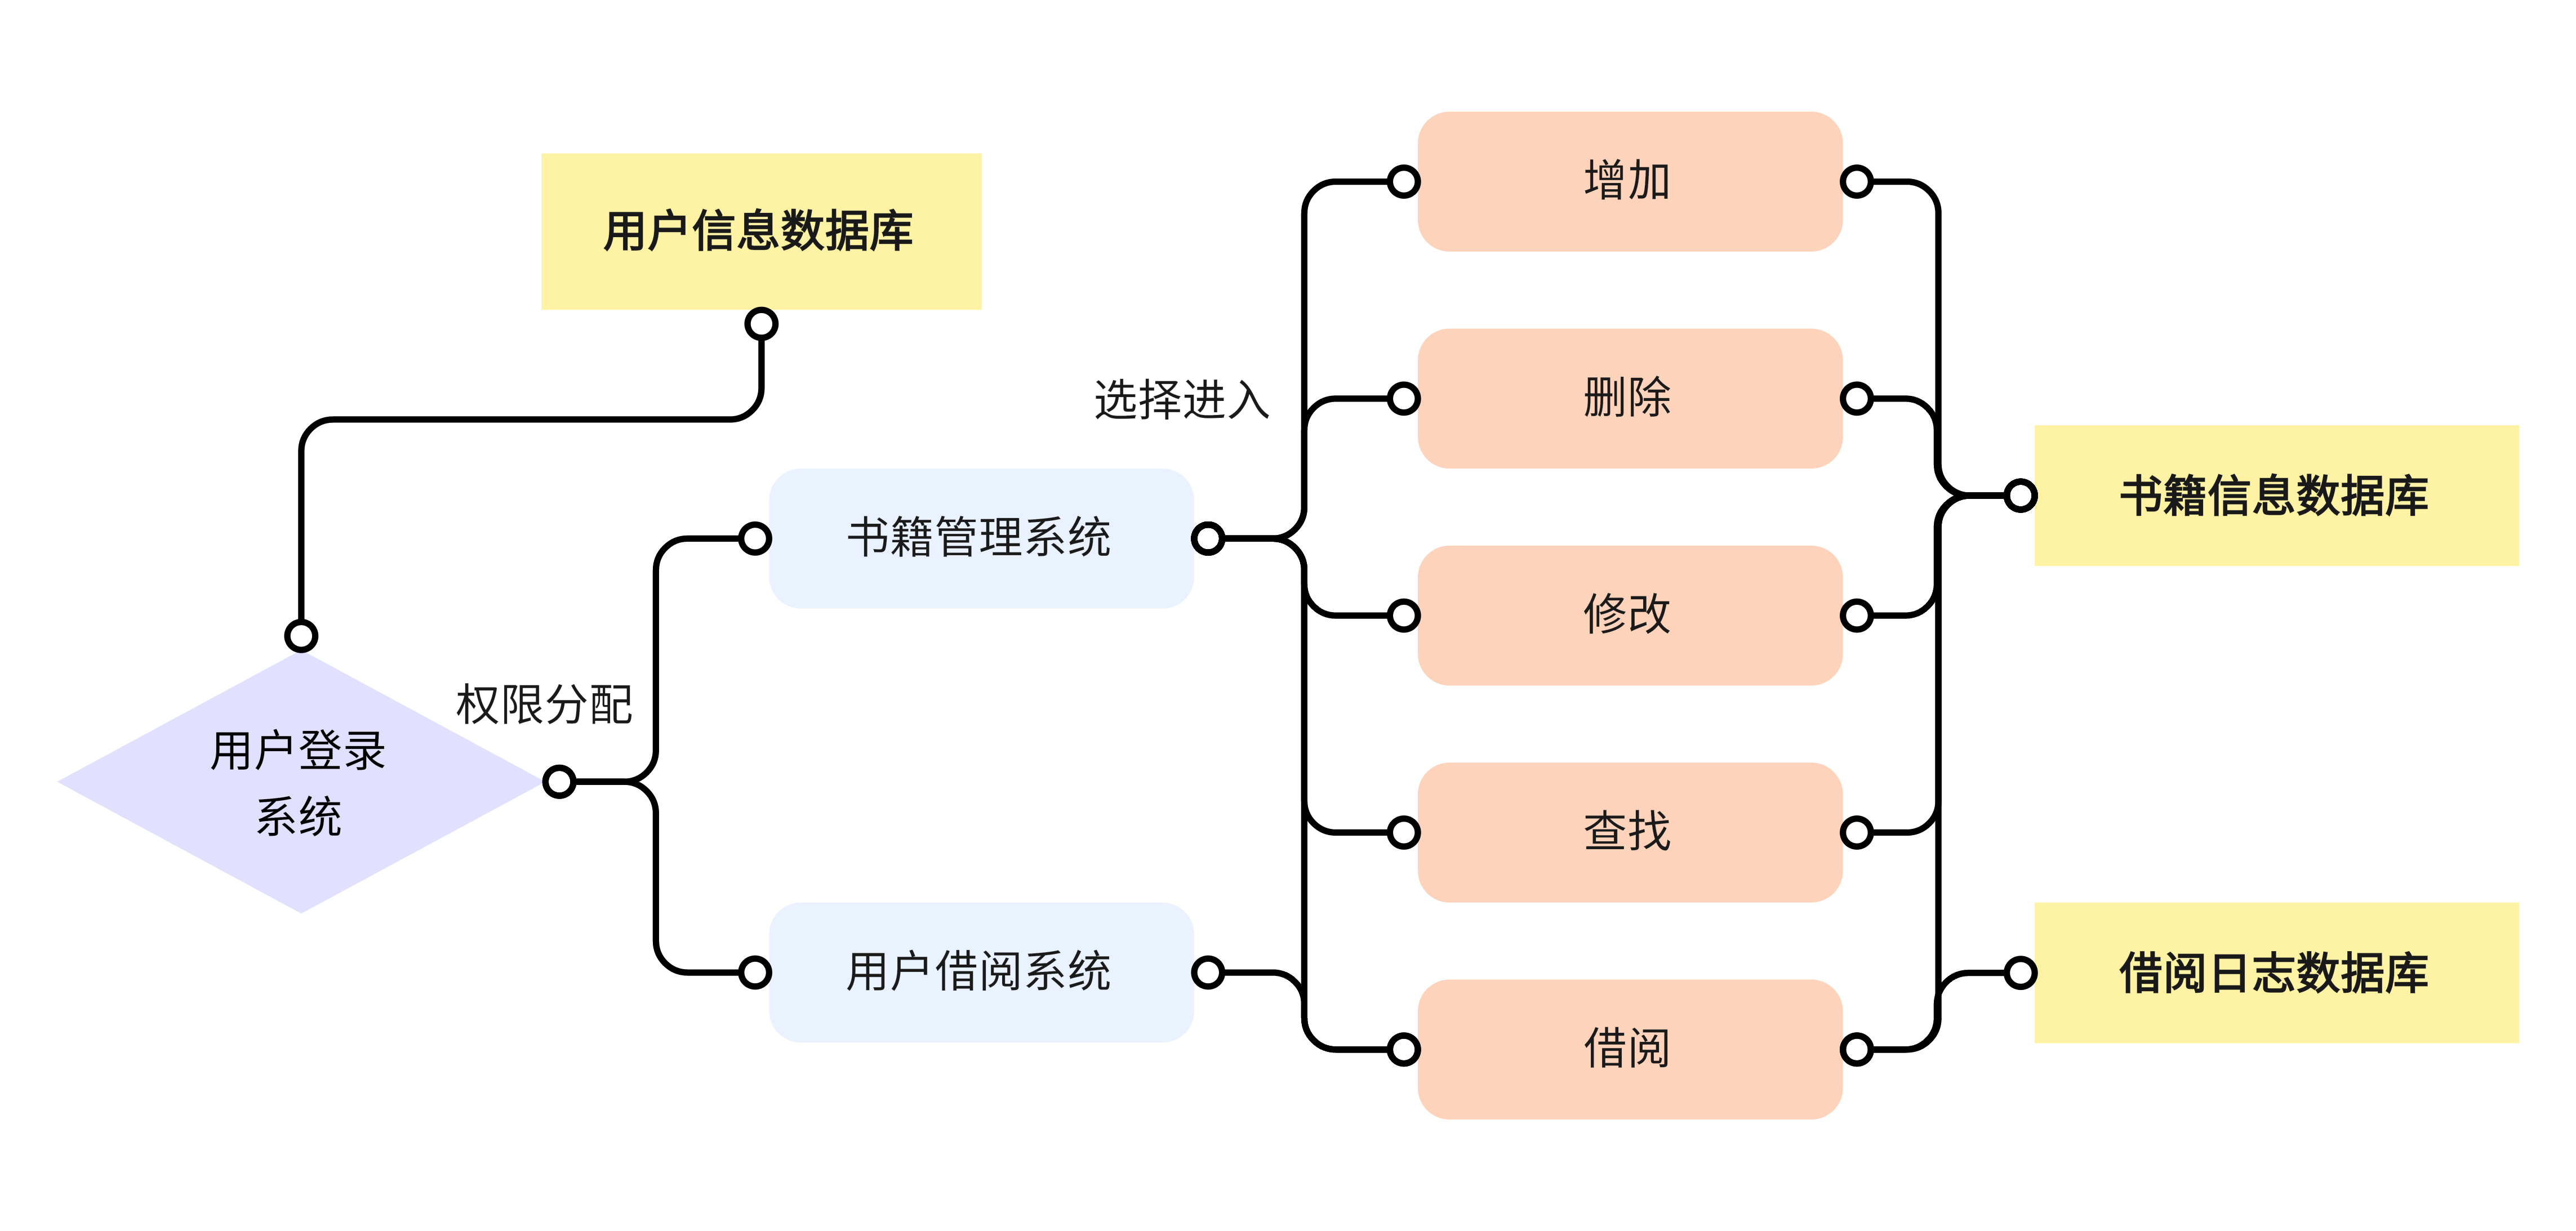 用户信息数据库
用户登录
系统
权限分配
书籍管理系统
用户借阅系统
选择进入
增加
删除
修改
查找
借阅
书籍信息数据库
借阅日志数据库